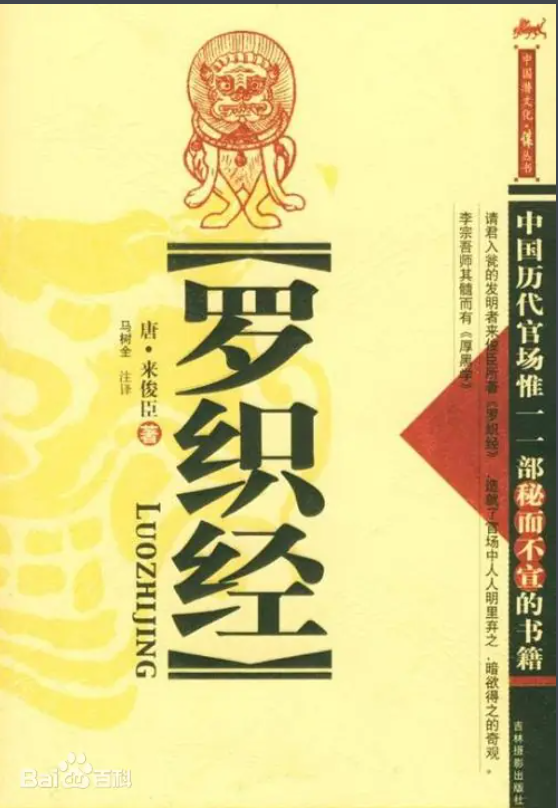 中国潜文化·谋丛书
中国历代官场惟一一部秘而不宣的书籍
请君入瓮的发明者来俊臣所著《罗织经》,造就了官场中人人明里弃之,暗欲得之的奇观。
李宗吾师其髓而有《厚黑学》
【罗织经】
LUOZHIJING
唐·来俊臣 著
马树全 注译
吉林摄影出版社
Bai百科